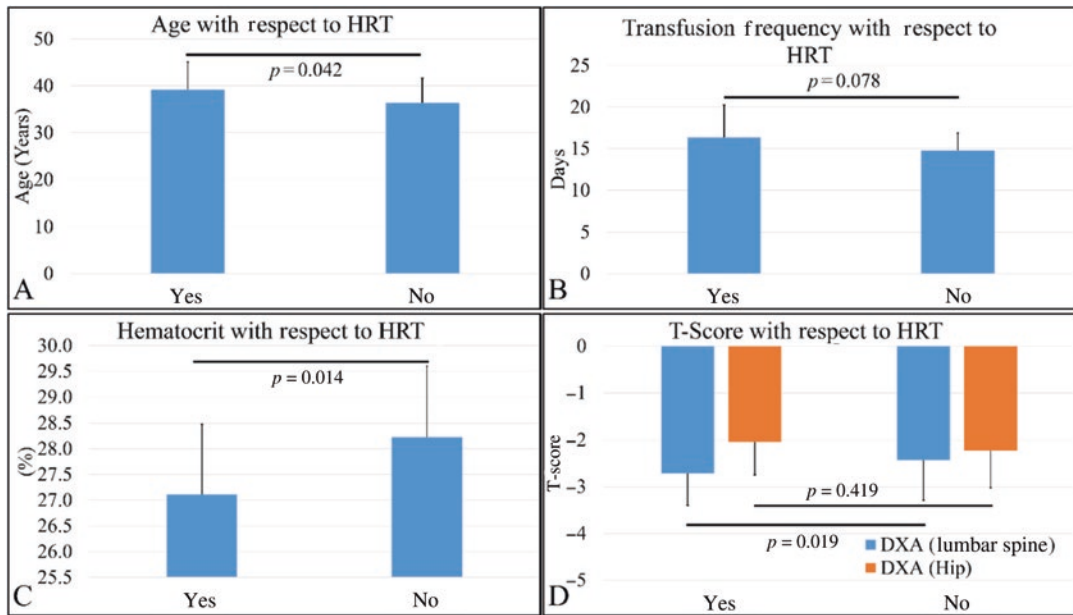 Age with respect to HRT
p = 0.042
Age (Years)
50
40
30
20
10
0
Yes No
A
Transfusion frequency with respect to
HRT
p = 0.078
Days
25
20
15
10
5
0
Yes No
B
Hematocrit with respect to HRT
p = 0.014
(%)
30.0
29.5
29.0
28.5
28.0
27.5
27.0
26.5
26.0
25.5
Yes No
C
T-Score with respect to HRT
T-score
0
−1
−2
−3
−4
−5
p = 0.419
p = 0.019
DXA (lumbar spine)
DXA (Hip)
Yes No
D